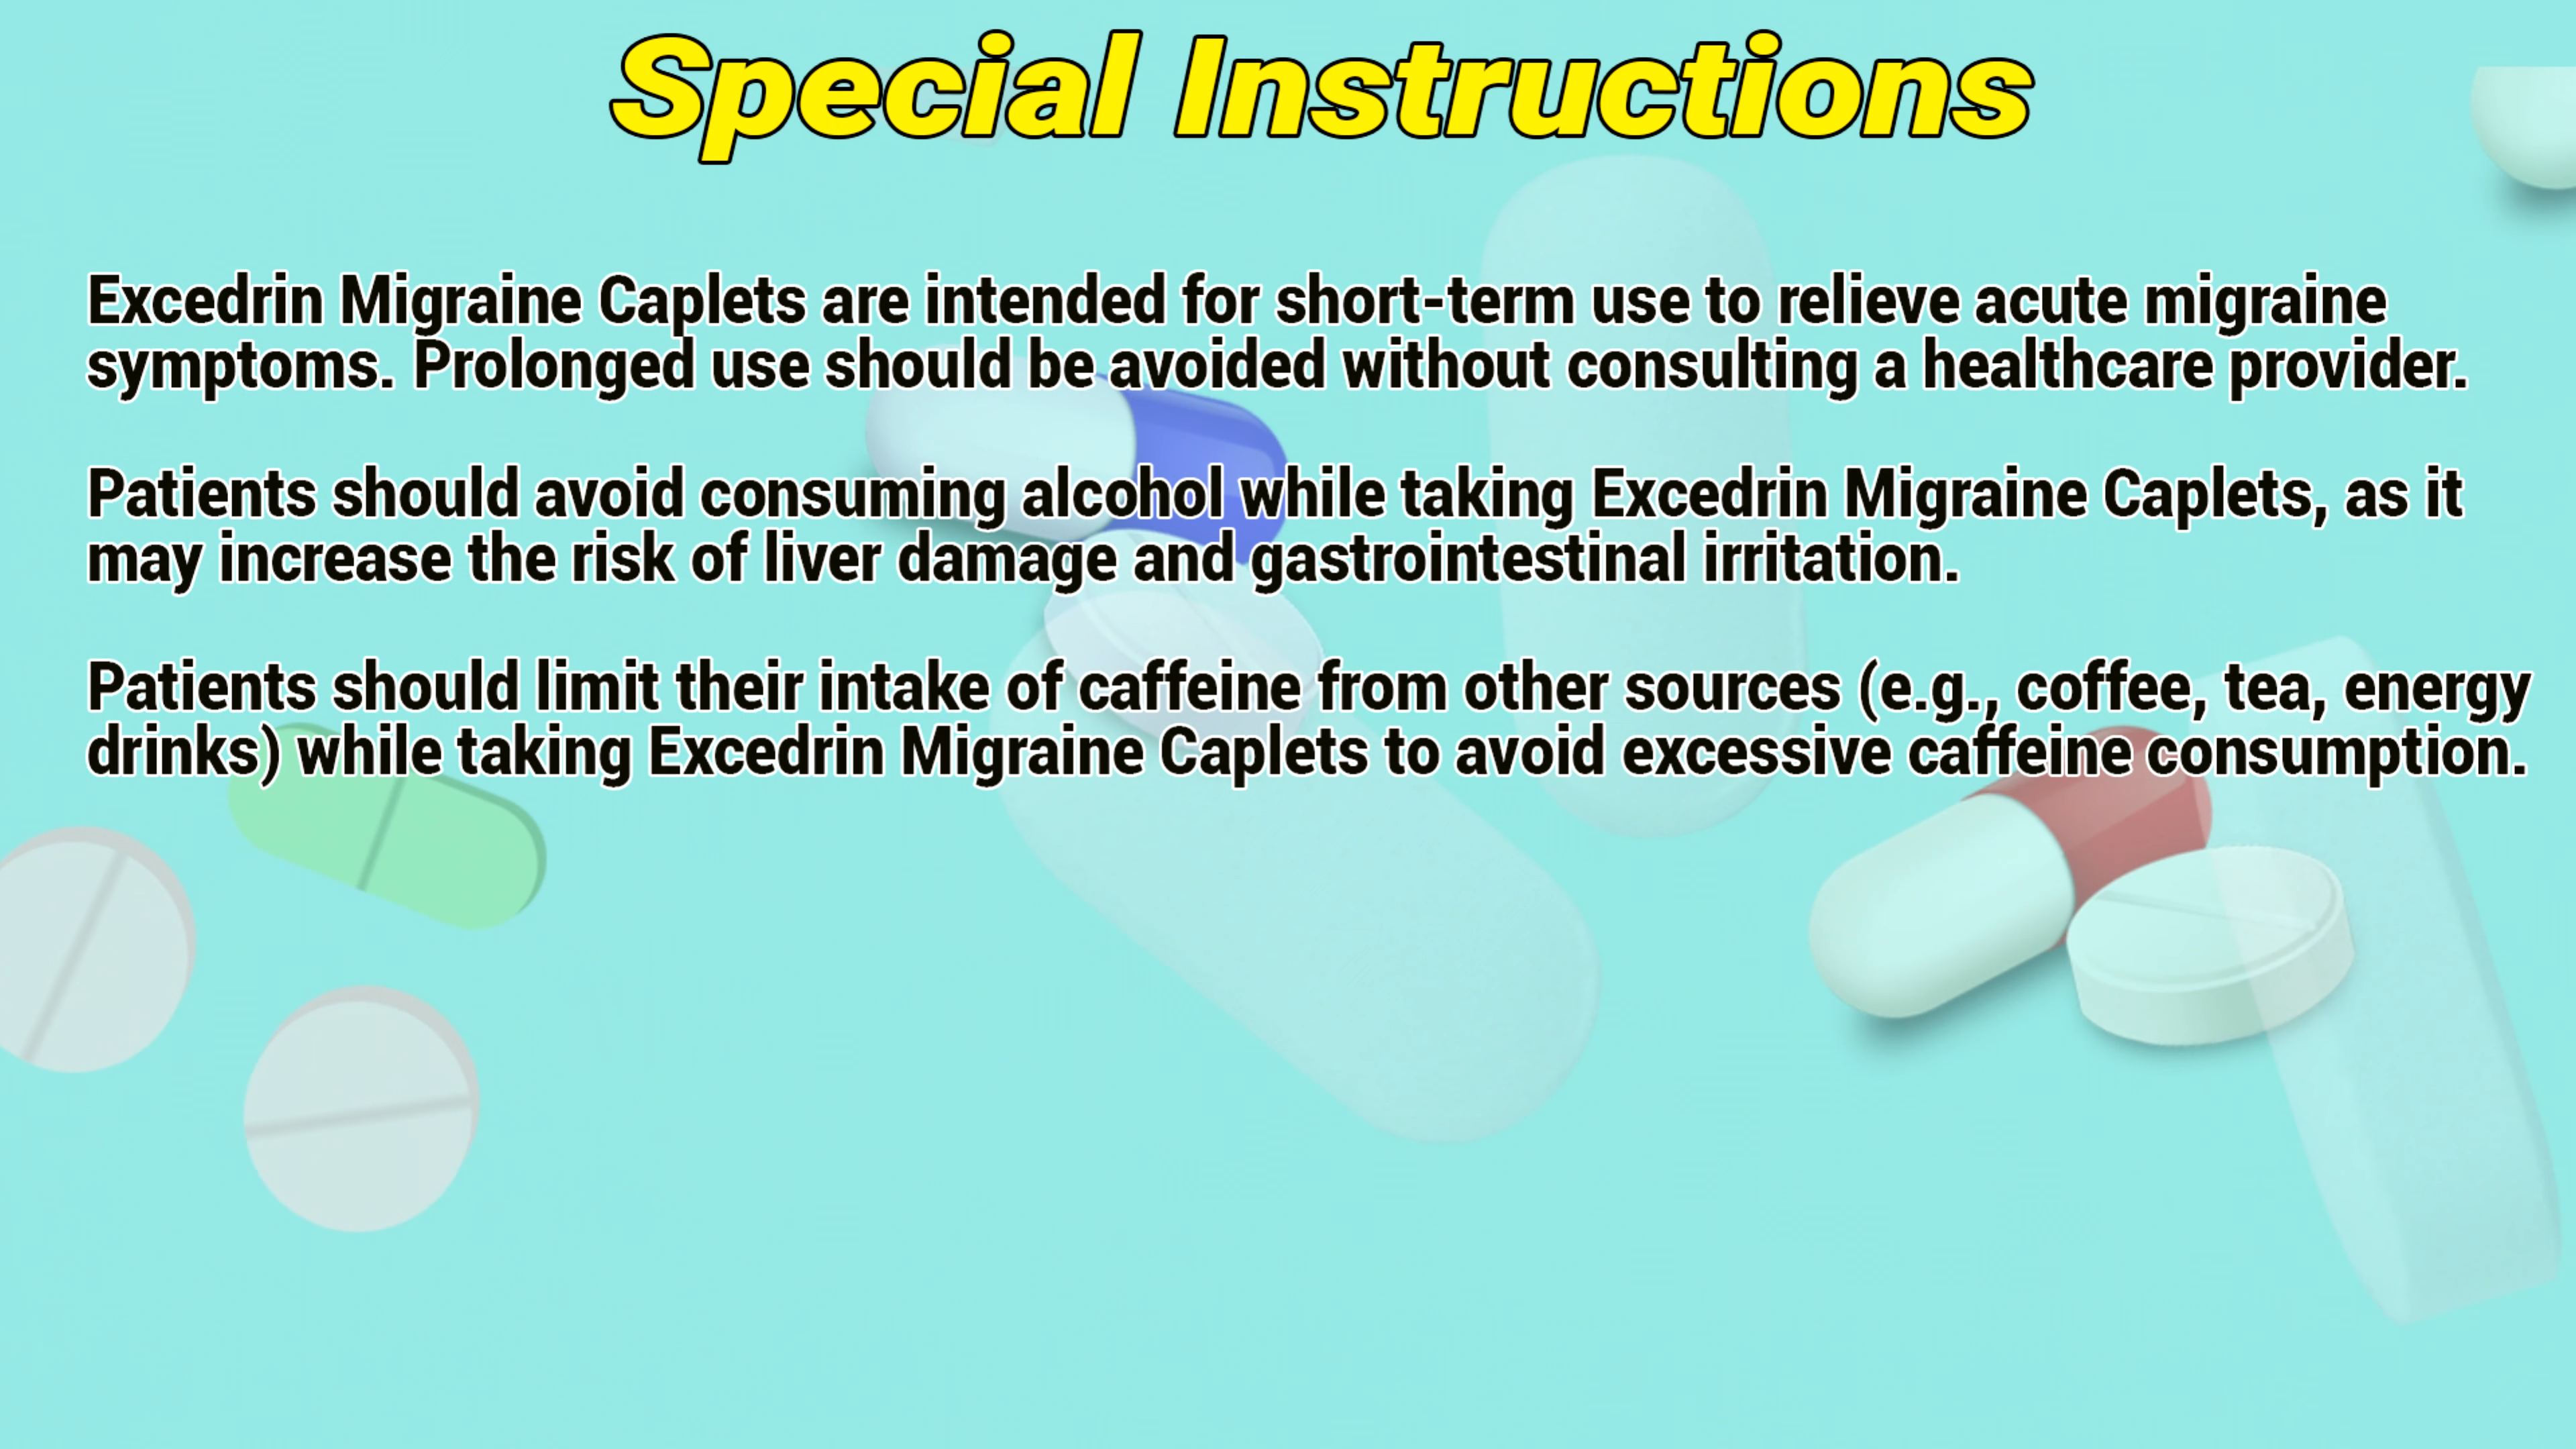 Special Instructions
Excedrin Migraine Caplets are intended for short-term use to relieve acute migraine
symptoms. Prolonged use should be avoided without consulting a healthcare provider.
Patients should avoid consuming alcohol while taking Excedrin Migraine Caplets, as it
may increase the risk of liver damage and gastrointestinal irritation.
Patients should limit their intake of caffeine from other sources (e.g., coffee, tea, energy
drinks) while taking Excedrin Migraine Caplets to avoid excessive caffeine consumption.